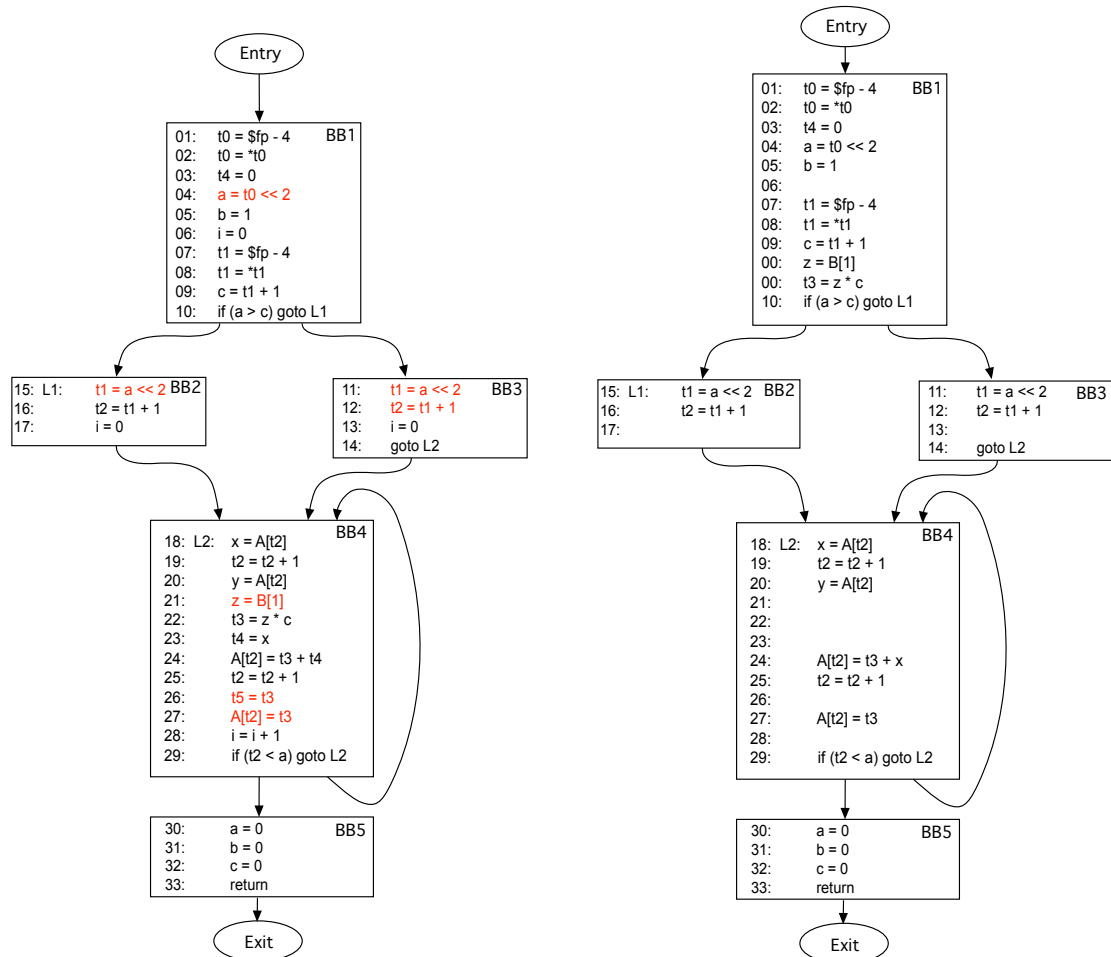 Entry
BB1
01: t0 = $fp - 4
02: t0 = *t0
03: t4 = 0
04: a = t0 << 2
05: b = 1
06: i = 0
07: t1 = $fp - 4
08: t1 = *t1
09: c = t1 + 1
10: if (a > c) goto L1
BB2
15: L1: t1 = a << 2
16: t2 = t1 + 1
17: i = 0
BB3
11: t1 = a << 2
12: t2 = t1 + 1
13: i = 0
14: goto L2
BB4
18: L2: x = A[t2]
19: t2 = t2 + 1
20: y = A[t2]
21: z = B[1]
22: t3 = z * c
23: t4 = x
24: A[t2] = t3 + t4
25: t2 = t2 + 1
26: t5 = t3
27: A[t2] = t3
28: i = i + 1
29: if (t2 < a) goto L2
BB5
30: a = 0
31: b = 0
32: c = 0
33: return
Exit
Entry
BB1
01: t0 = $fp - 4
02: t0 = *t0
03: t4 = 0
04: a = t0 << 2
05: b = 1
06:
07: t1 = $fp - 4
08: t1 = *t1
09: c = t1 + 1
00: z = B[1]
00: t3 = z * c
10: if (a > c) goto L1
BB2
15: L1: t1 = a << 2
16: t2 = t1 + 1
17:
BB3
11: t1 = a << 2
12: t2 = t1 + 1
13:
14: goto L2
BB4
18: L2: x = A[t2]
19: t2 = t2 + 1
20: y = A[t2]
21:
22:
23:
24: A[t2] = t3 + x
25: t2 = t2 + 1
26:
27: A[t2] = t3
28:
29: if (t2 < a) goto L2
BB5
30: a = 0
31: b = 0
32: c = 0
33: return
Exit